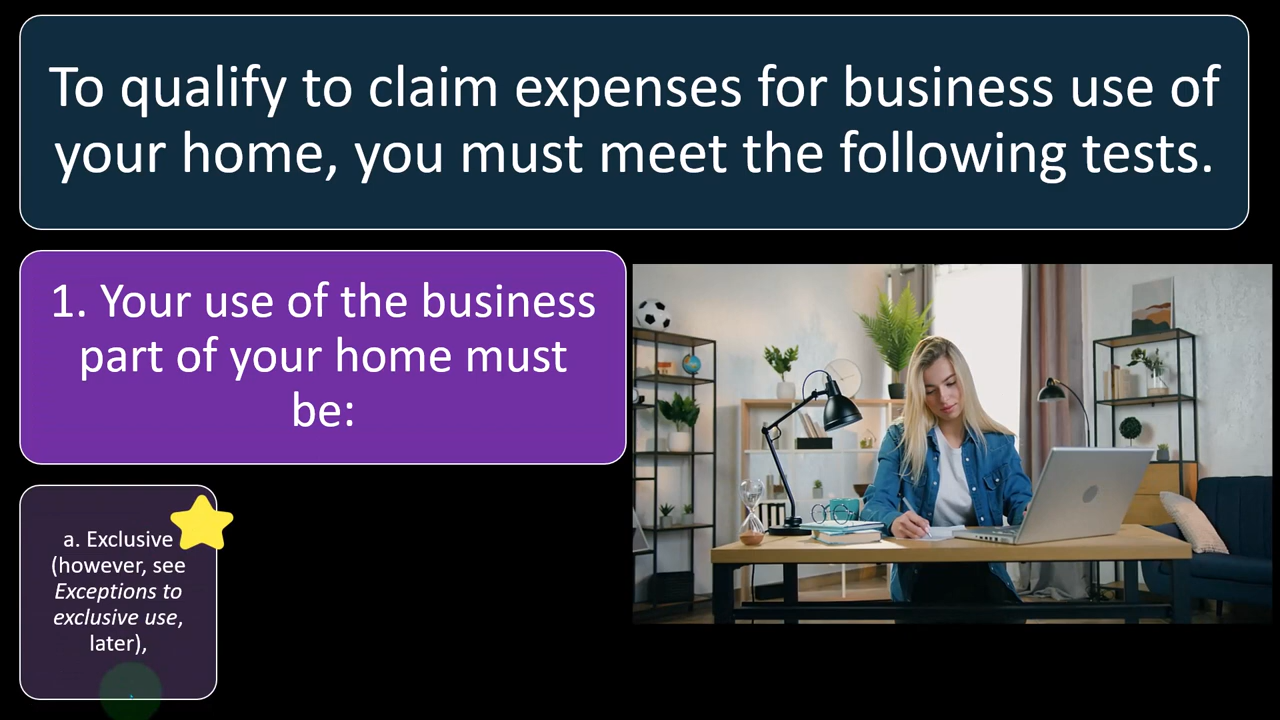 To qualify to claim expenses for business use of
your home, you must meet the following tests.
1. Your use of the business
part of your home must
be:
a. Exclusive
(however, see
Exceptions to
exclusive use,
later),